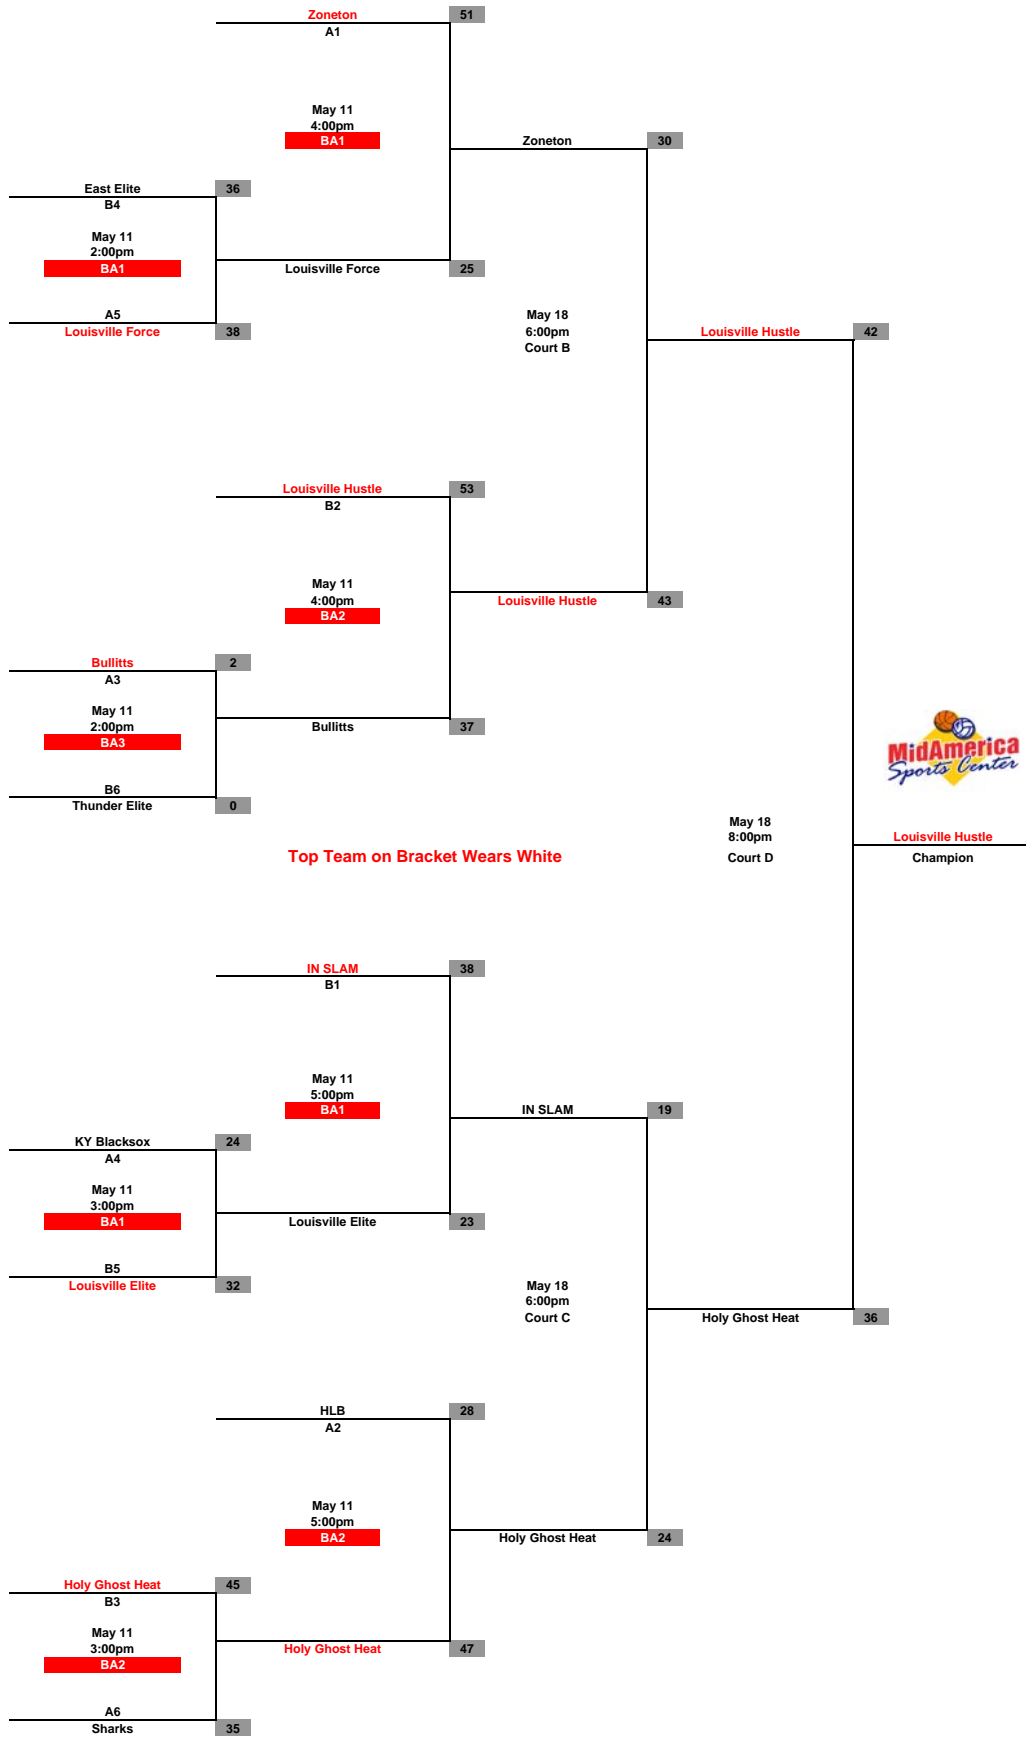 Zoneton 51
A1
May 11
4:00pm
BA1
Zoneton 30
East Elite 36
B4
May 11
2:00pm
BA1
Louisville Force 25
A5
Louisville Force 38
May 18
6:00pm
Court B
Louisville Hustle 42
Louisville Hustle 53
B2
May 11
4:00pm
BA2
Louisville Hustle 43
Bullitts 2
A3
May 11
2:00pm
BA3
Bullitts 37
B6
Thunder Elite 0
MidAmerica
Sports Center
May 18
8:00pm
Court D
Louisville Hustle
Champion
Top Team on Bracket Wears White
IN SLAM 38
B1
May 11
5:00pm
BA1
IN SLAM 19
KY Blacksox 24
A4
May 11
3:00pm
BA1
Louisville Elite 23
B5
Louisville Elite 32
May 18
6:00pm
Court C
Holy Ghost Heat 36
HLB 28
A2
May 11
5:00pm
BA2
Holy Ghost Heat 24
Holy Ghost Heat 45
B3
May 11
3:00pm
BA2
Holy Ghost Heat 47
A6
Sharks 35